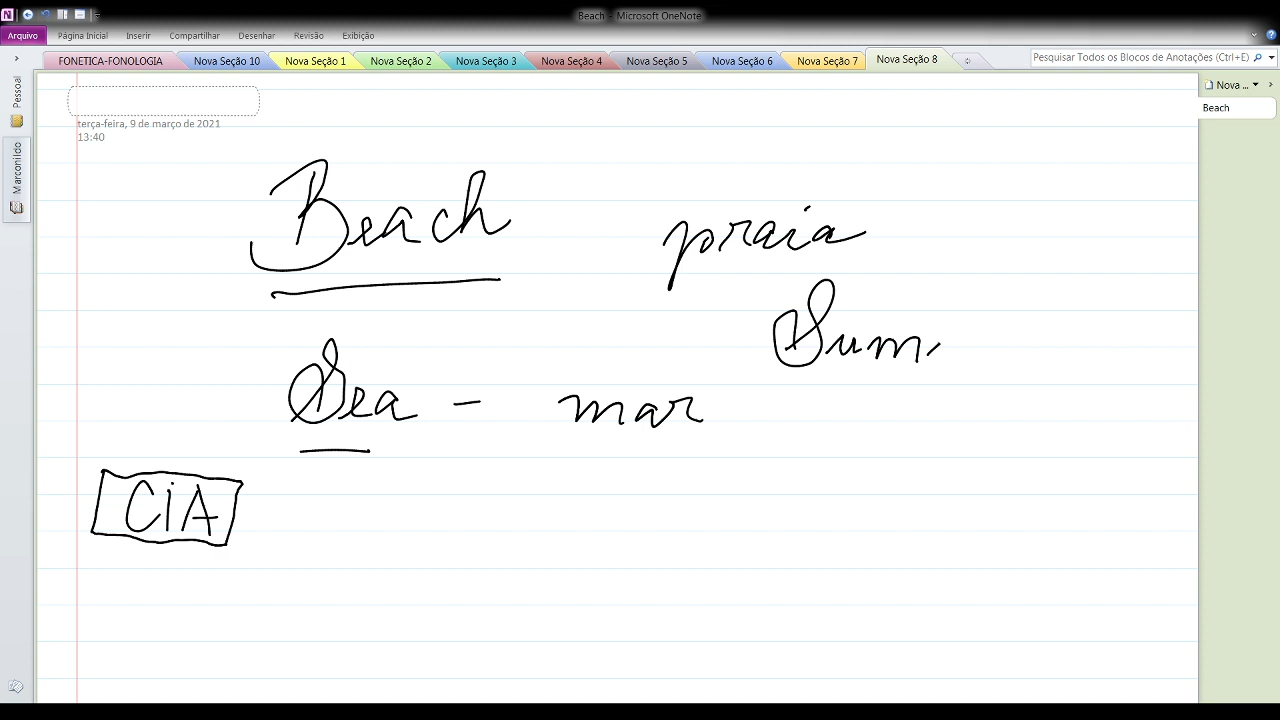 Beach - Microsoft OneNote
Arquivo Página Inicial Inserir Compartilhar Desenhar Revisão Exibição
FONETICA-FONOLOGIA Nova Seção 10 Nova Seção 1 Nova Seção 2 Nova Seção 3 Nova Seção 4 Nova Seção 5 Nova Seção 6 Nova Seção 7 Nova Seção 8 Pesquisar Todos os Blocos de Anotações (Ctrl+E)
Pessoal
Marconildo
Nova ...
Beach
terça-feira, 9 de março de 2021
13:40
Beach praia
Sum
Sea - mar
CiA